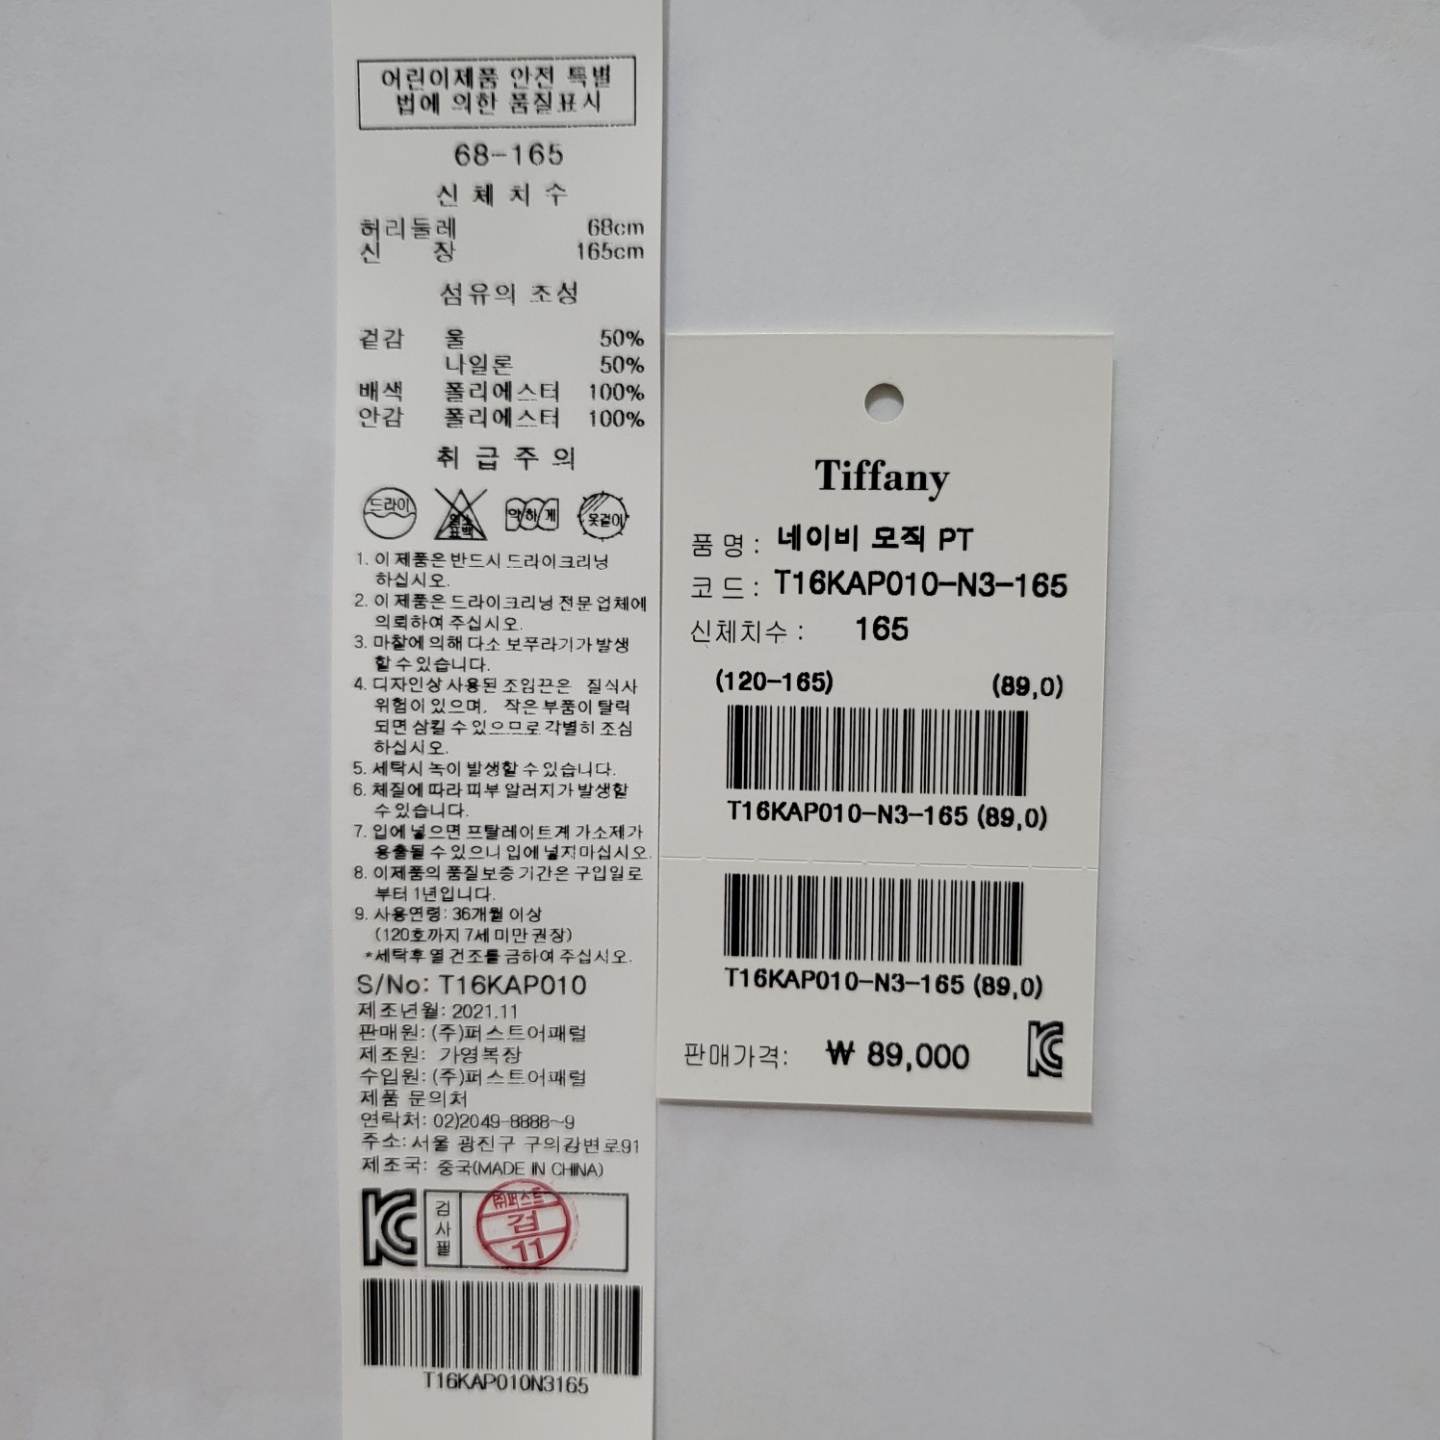 어린이제품 안전 특별
법에 의한 품질표시
68-165
신 체 치 수
허리둘레 68cm
신 장 165cm
섬유의 조성
겉감 울 50%
나일론 50%
배색 폴리에스터 100%
안감 폴리에스터 100%
취 급 주 의
드라이 염소 표백 약하게 옷걸이
1. 이 제품은 반드시 드라이크리닝
하십시오.
2. 이 제품은 드라이크리닝 전문 업체에
의뢰하여 주십시오.
3. 마찰에 의해 다소 보푸라기가 발생
할 수 있습니다.
4. 디자인상 사용된 조임끈은 질식사
위험이 있으며, 작은 부품이 탈락
되면 삼킬 수 있으므로 각별히 조심
하십시오.
5. 세탁시 녹이 발생할 수 있습니다.
6. 체질에 따라 피부 알러지가 발생할
수 있습니다.
7. 입에 넣으면 프탈레이트계 가소제가
용출될 수 있으니 입에 넣지마십시오.
8. 이제품의 품질보증 기간은 구입일로
부터 1년입니다.
9. 사용연령: 36개월 이상
(120호까지 7세 미만 권장)
*세탁후 열 건조를 금하여 주십시오.
S/No: T16KAP010
제조년월: 2021.11
판매원: (주)퍼스트어패럴
제조원: 가영복장
수입원: (주)퍼스트어패럴
제품 문의처
연락처: 02)2049-8888~9
주소: 서울 광진구 구의강변로91
제조국: 중국(MADE IN CHINA)
KC 검사필 ㈜퍼스트 검 11
T16KAP010N3165
Tiffany
품 명 : 네이비 모직 PT
코 드 : T16KAP010-N3-165
신체치수 : 165
(120-165) (89,0)
T16KAP010-N3-165 (89,0)
T16KAP010-N3-165 (89,0)
판매가격: ₩ 89,000 KC